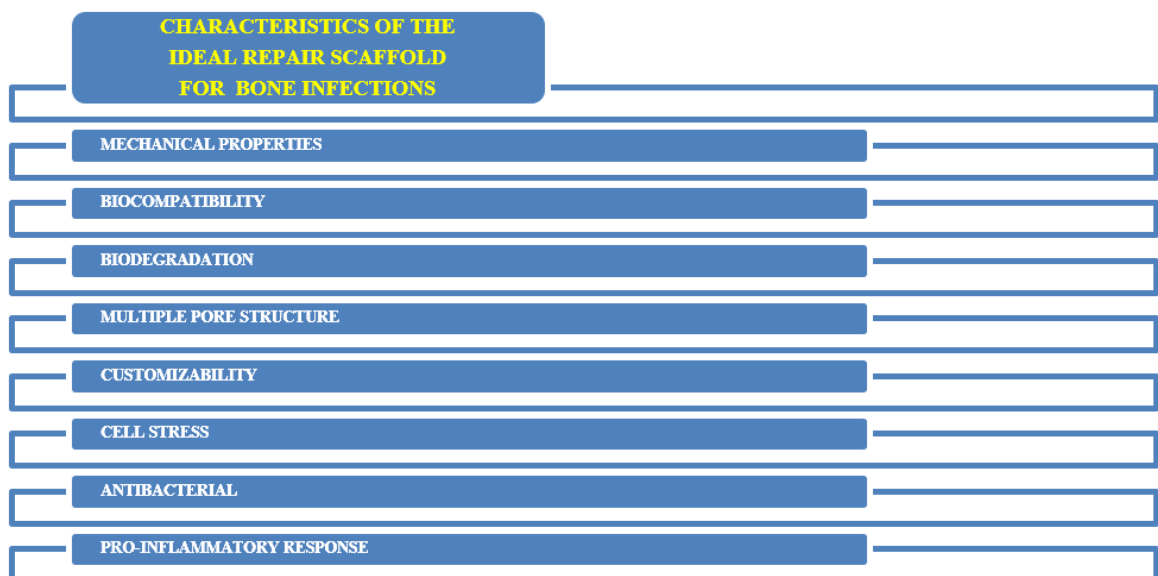 CHARACTERISTICS OF THE
IDEAL REPAIR SCAFFOLD
FOR BONE INFECTIONS
MECHANICAL PROPERTIES
BIOCOMPATIBILITY
BIODEGRADATION
MULTIPLE PORE STRUCTURE
CUSTOMIZABILITY
CELL STRESS
ANTIBACTERIAL
PRO-INFLAMMATORY RESPONSE